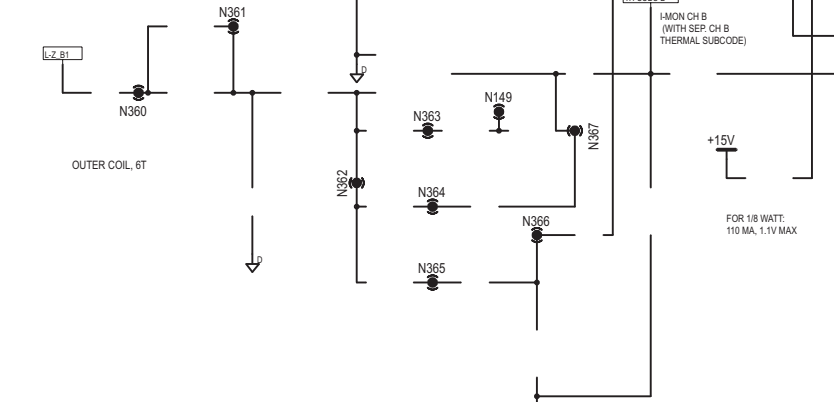 N361
I-MON CH B
(WITH SEP. CH B
THERMAL SUBCODE)
L-Z_B1
D
N360
N363
N149
N367
+15V
OUTER COIL, 6T
N362
N364
N366
FOR 1/8 WATT:
110 MA, 1.1V MAX
D
N365